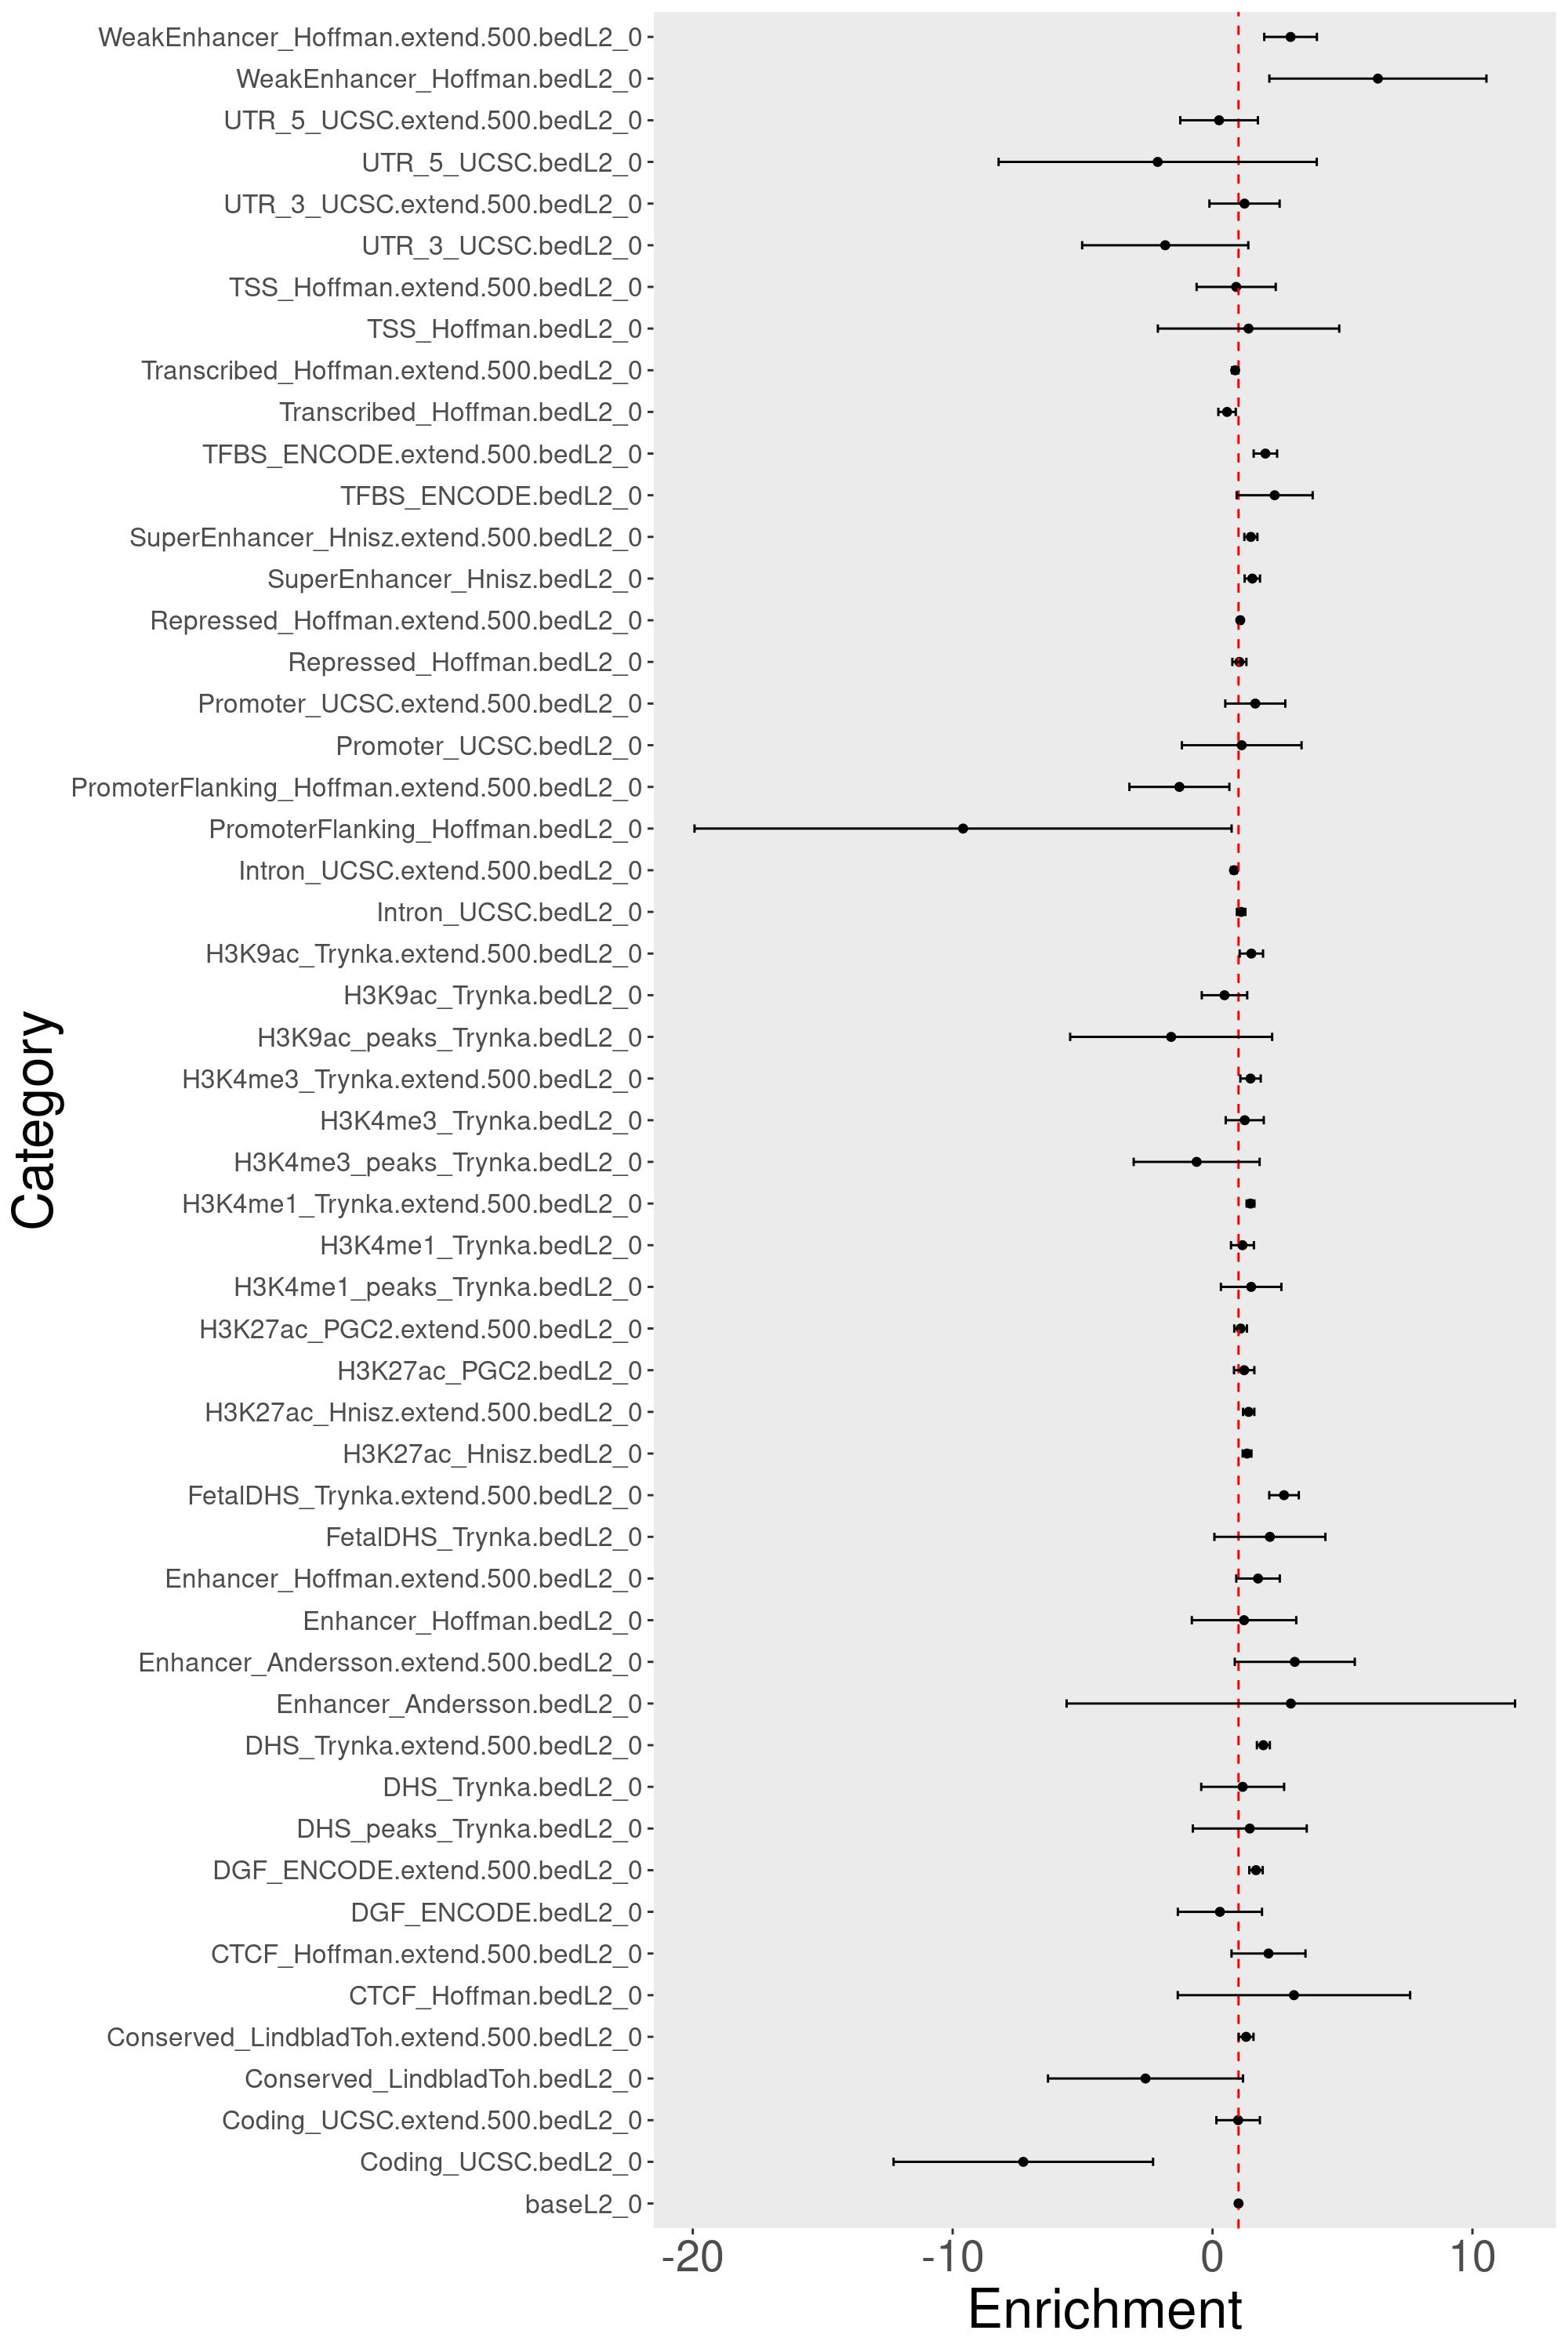 WeakEnhancer_Hoffman.extend.500.bedL2_0
WeakEnhancer_Hoffman.bedL2_0
UTR_5_UCSC.extend.500.bedL2_0
UTR_5_UCSC.bedL2_0
UTR_3_UCSC.extend.500.bedL2_0
UTR_3_UCSC.bedL2_0
TSS_Hoffman.extend.500.bedL2_0
TSS_Hoffman.bedL2_0
Transcribed_Hoffman.extend.500.bedL2_0
Transcribed_Hoffman.bedL2_0
TFBS_ENCODE.extend.500.bedL2_0
TFBS_ENCODE.bedL2_0
SuperEnhancer_Hnisz.extend.500.bedL2_0
SuperEnhancer_Hnisz.bedL2_0
Repressed_Hoffman.extend.500.bedL2_0
Repressed_Hoffman.bedL2_0
Promoter_UCSC.extend.500.bedL2_0
Promoter_UCSC.bedL2_0
PromoterFlanking_Hoffman.extend.500.bedL2_0
PromoterFlanking_Hoffman.bedL2_0
Intron_UCSC.extend.500.bedL2_0
Intron_UCSC.bedL2_0
H3K9ac_Trynka.extend.500.bedL2_0
H3K9ac_Trynka.bedL2_0
H3K9ac_peaks_Trynka.bedL2_0
H3K4me3_Trynka.extend.500.bedL2_0
H3K4me3_Trynka.bedL2_0
H3K4me3_peaks_Trynka.bedL2_0
H3K4me1_Trynka.extend.500.bedL2_0
H3K4me1_Trynka.bedL2_0
H3K4me1_peaks_Trynka.bedL2_0
H3K27ac_PGC2.extend.500.bedL2_0
H3K27ac_PGC2.bedL2_0
H3K27ac_Hnisz.extend.500.bedL2_0
H3K27ac_Hnisz.bedL2_0
FetalDHS_Trynka.extend.500.bedL2_0
FetalDHS_Trynka.bedL2_0
Enhancer_Hoffman.extend.500.bedL2_0
Enhancer_Hoffman.bedL2_0
Enhancer_Andersson.extend.500.bedL2_0
Enhancer_Andersson.bedL2_0
DHS_Trynka.extend.500.bedL2_0
DHS_Trynka.bedL2_0
DHS_peaks_Trynka.bedL2_0
DGF_ENCODE.extend.500.bedL2_0
DGF_ENCODE.bedL2_0
CTCF_Hoffman.extend.500.bedL2_0
CTCF_Hoffman.bedL2_0
Conserved_LindbladToh.extend.500.bedL2_0
Conserved_LindbladToh.bedL2_0
Coding_UCSC.extend.500.bedL2_0
Coding_UCSC.bedL2_0
baseL2_0
Category
-20 -10 0 10
Enrichment